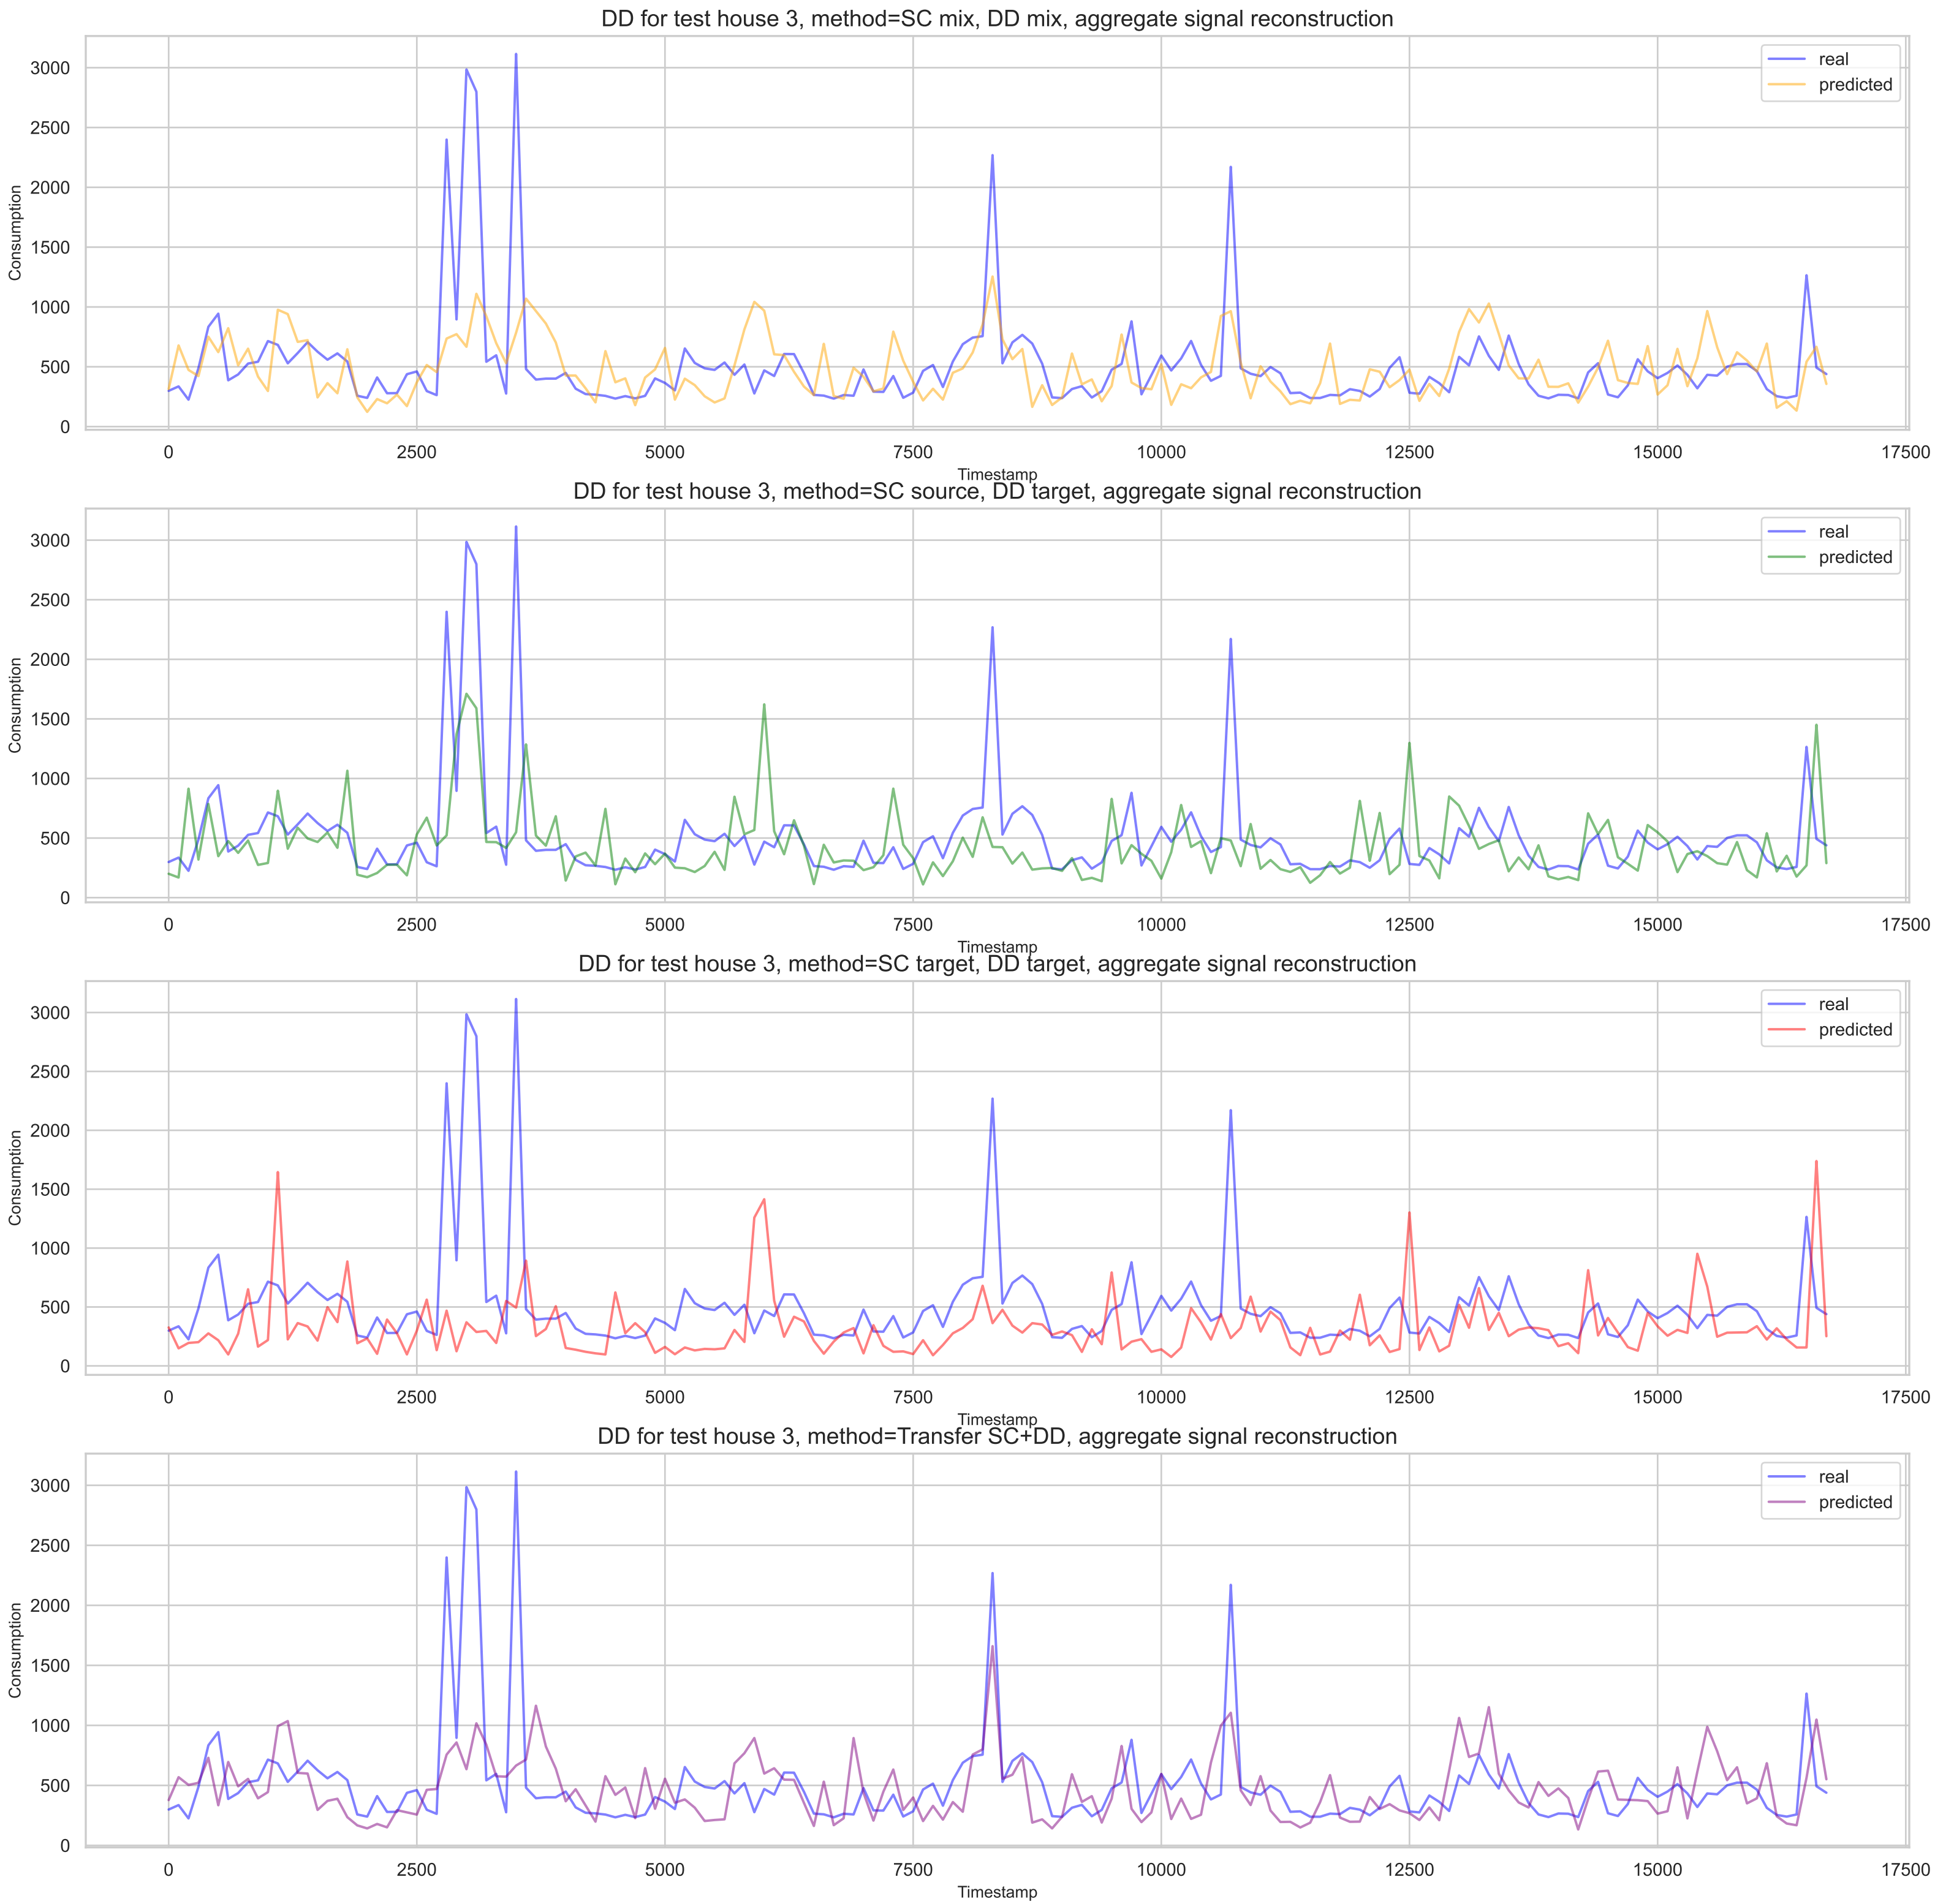 DD for test house 3, method=SC mix, DD mix, aggregate signal reconstruction
real
predicted
3000
2500
2000
1500
1000
500
0
Consumption
0 2500 5000 7500 10000 12500 15000 17500
Timestamp
DD for test house 3, method=SC source, DD target, aggregate signal reconstruction
real
predicted
3000
2500
2000
1500
1000
500
0
Consumption
0 2500 5000 7500 10000 12500 15000 17500
Timestamp
DD for test house 3, method=SC target, DD target, aggregate signal reconstruction
real
predicted
3000
2500
2000
1500
1000
500
0
Consumption
0 2500 5000 7500 10000 12500 15000 17500
Timestamp
DD for test house 3, method=Transfer SC+DD, aggregate signal reconstruction
real
predicted
3000
2500
2000
1500
1000
500
0
Consumption
0 2500 5000 7500 10000 12500 15000 17500
Timestamp